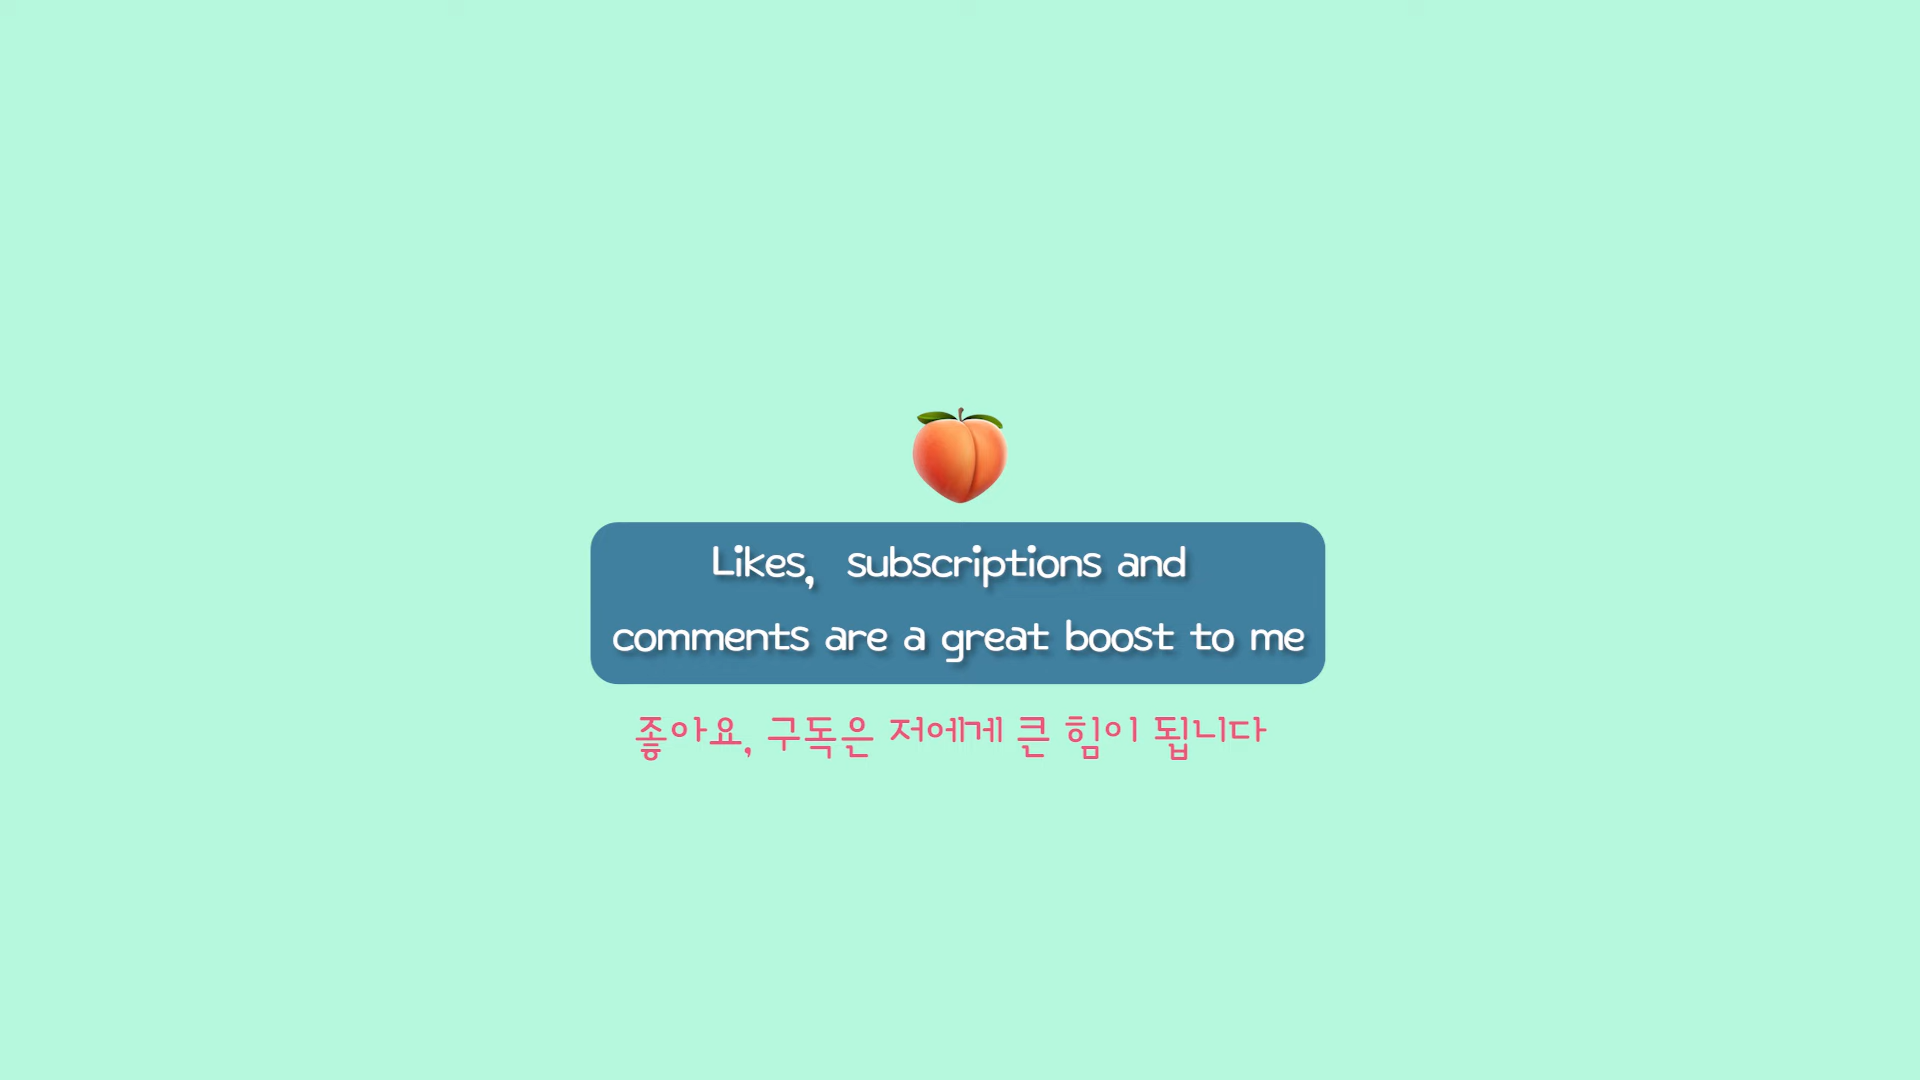 Likes,  subscriptions and
comments are a great boost to me
좋아요, 구독은 저에게 큰 힘이 됩니다